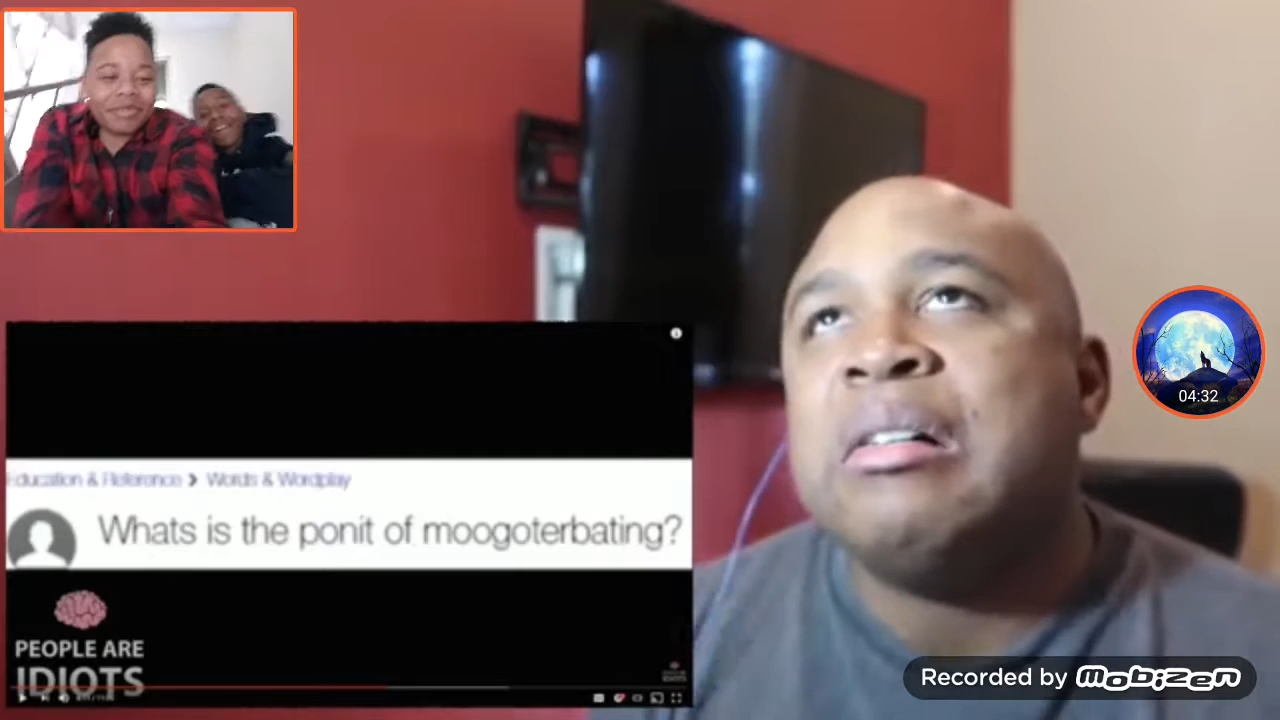 04:32
Education & Reference > Words & Wordplay
Whats is the ponit of moogoterbating?
PEOPLE ARE
IDIOTS
Recorded by mobizen